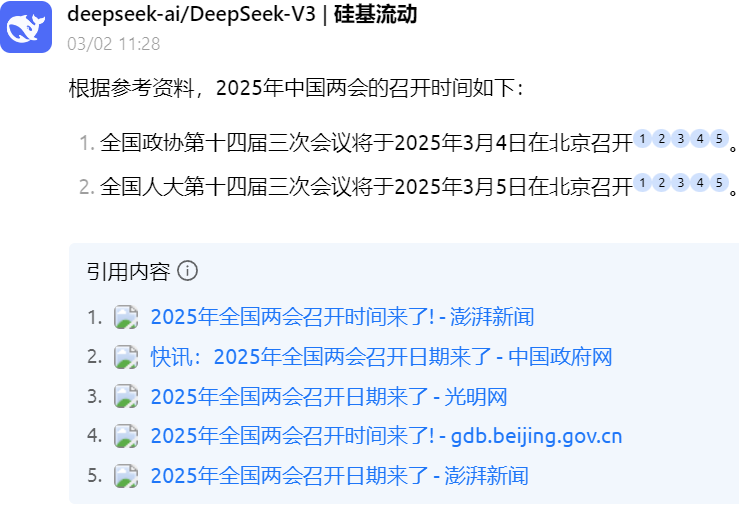 deepseek-ai/DeepSeek-V3 | 硅基流动
03/02 11:28
根据参考资料，2025年中国两会的召开时间如下：
1. 全国政协第十四届三次会议将于2025年3月4日在北京召开1 2 3 4 5。
2. 全国人大第十四届三次会议将于2025年3月5日在北京召开1 2 3 4 5。
引用内容
1. 2025年全国两会召开时间来了! - 澎湃新闻
2. 快讯：2025年全国两会召开日期来了 - 中国政府网
3. 2025年全国两会召开日期来了 - 光明网
4. 2025年全国两会召开时间来了! - gdb.beijing.gov.cn
5. 2025年全国两会召开日期来了 - 澎湃新闻